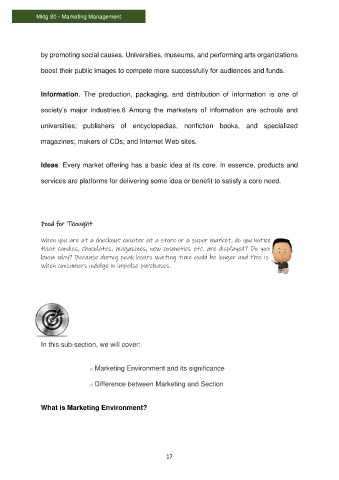 Mktg 80 - Marketing Management
by promoting social causes. Universities, museums, and performing arts organizations
boost their public images to compete more successfully for audiences and funds.
Information. The production, packaging, and distribution of information is one of
society's major industries.6 Among the marketers of information are schools and
universities; publishers of encyclopedias, nonfiction books, and specialized
magazines; makers of CDs; and Internet Web sites.
Ideas. Every market offering has a basic idea at its core. In essence, products and
services are platforms for delivering some idea or benefit to satisfy a core need.
Food for Thought
When you are at a checkout counter at a store or a super market, do you notice
that candies, chocolates, magazines, new cosmetics etc. are displayed? Do you
know why? Because during peak hours waiting time could be longer and this is
when consumers indulge in impulse purchases.
In this sub-section, we will cover:
o Marketing Environment and its significance
o Difference between Marketing and Section
What is Marketing Environment?
17